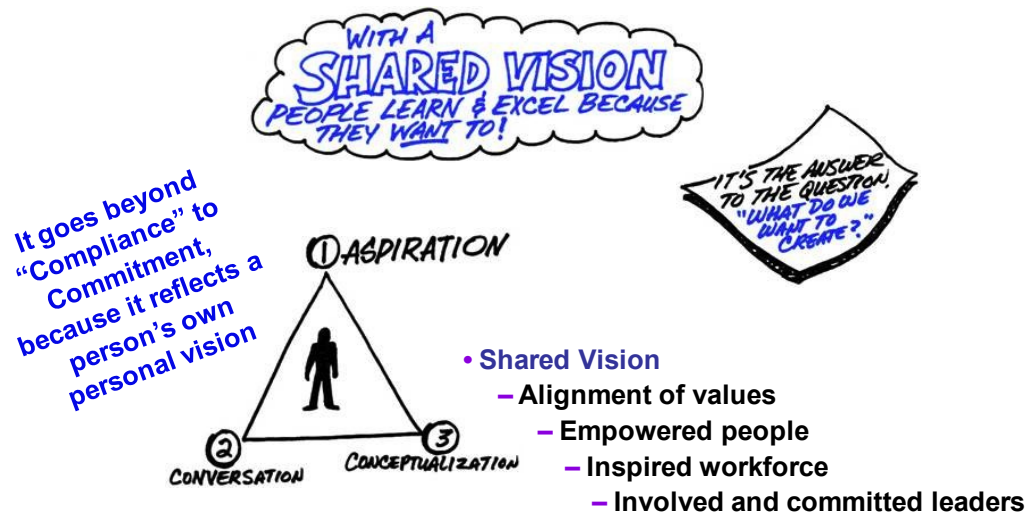 WITH A
SHARED VISION
PEOPLE LEARN & EXCEL BECAUSE
THEY WANT TO!
IT'S THE ANSWER
TO THE QUESTION,
"WHAT DO WE
WANT TO
CREATE?"
It goes beyond
“Compliance” to
Commitment,
because it reflects a
person’s own
personal vision
1 ASPIRATION
2
CONVERSATION
3
CONCEPTUALIZATION
• Shared Vision
– Alignment of values
– Empowered people
– Inspired workforce
– Involved and committed leaders